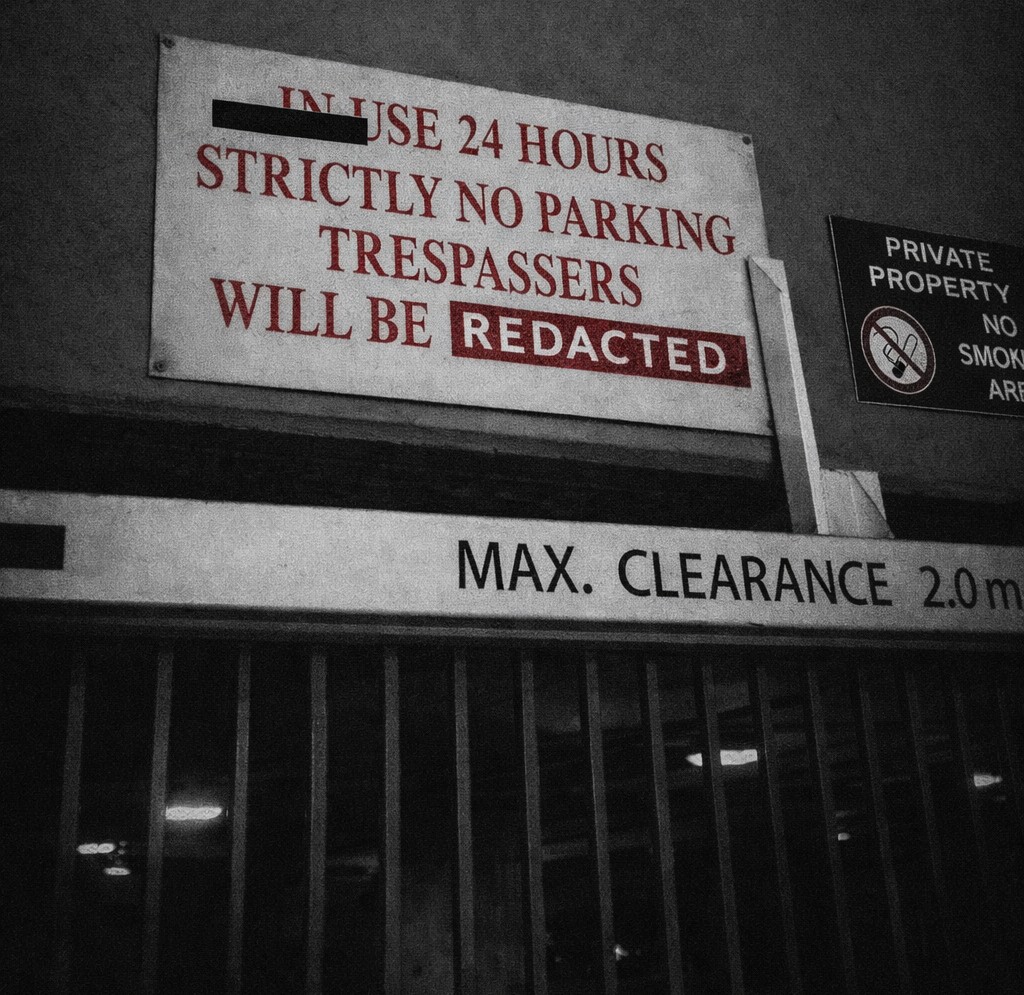 IN USE 24 HOURS
STRICTLY NO PARKING
TRESPASSERS
WILL BE REDACTED
PRIVATE
PROPERTY
NO
MAX. CLEARANCE 2.0 m